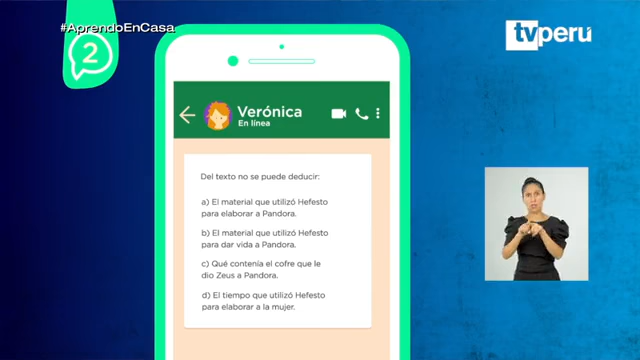 #AprendoEnCasa
tvperú
2
Verónica
En línea
Del texto no se puede deducir:
a) El material que utilizó Hefesto
para elaborar a Pandora.
b) El material que utilizó Hefesto
para dar vida a Pandora.
c) Qué contenía el cofre que le
dio Zeus a Pandora.
d) El tiempo que utilizó Hefesto
para elaborar a la mujer.